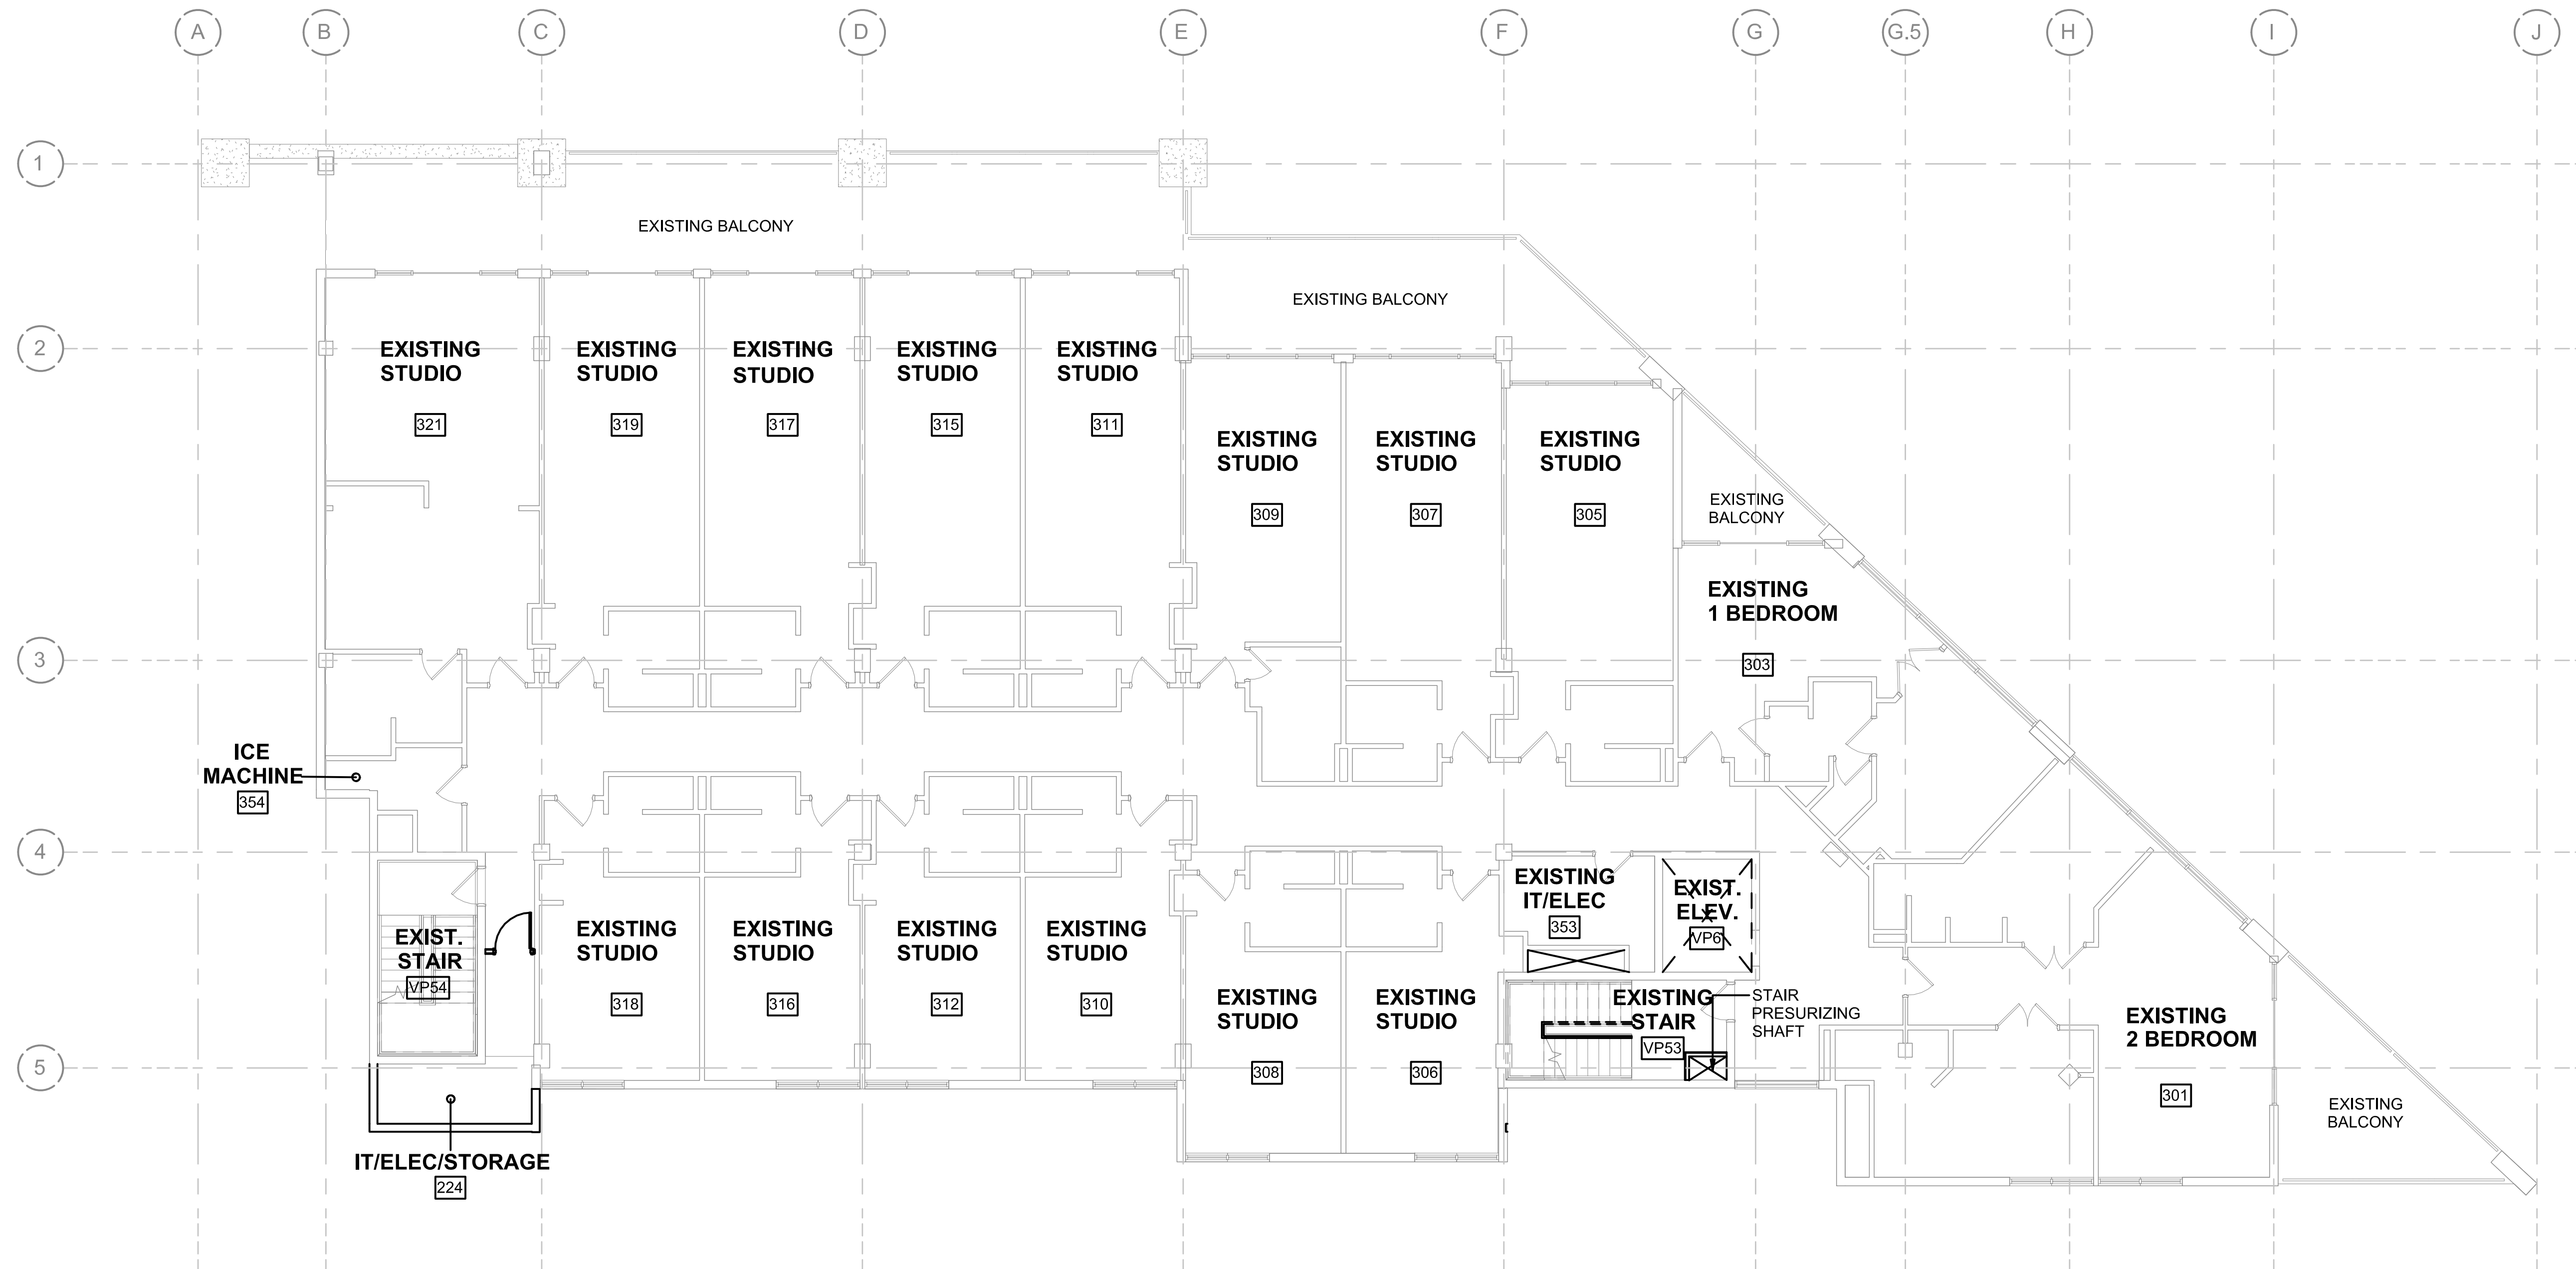 A
B
C
D
E
F
G
G.5
H
I
J
1
2
3
4
5
EXISTING BALCONY
EXISTING BALCONY
EXISTING
BALCONY
EXISTING
STUDIO
321
EXISTING
STUDIO
319
EXISTING
STUDIO
317
EXISTING
STUDIO
315
EXISTING
STUDIO
311
EXISTING
STUDIO
309
EXISTING
STUDIO
307
EXISTING
STUDIO
305
EXISTING
1 BEDROOM
303
ICE
MACHINE
354
EXIST.
STAIR
VP54
EXISTING
STUDIO
318
EXISTING
STUDIO
316
EXISTING
STUDIO
312
EXISTING
STUDIO
310
EXISTING
STUDIO
308
EXISTING
STUDIO
306
EXISTING
IT/ELEC
353
EXIST.
ELEV.
VP6
EXISTING
STAIR
VP53
STAIR
PRESURIZING
SHAFT
EXISTING
2 BEDROOM
301
EXISTING
BALCONY
IT/ELEC/STORAGE
224